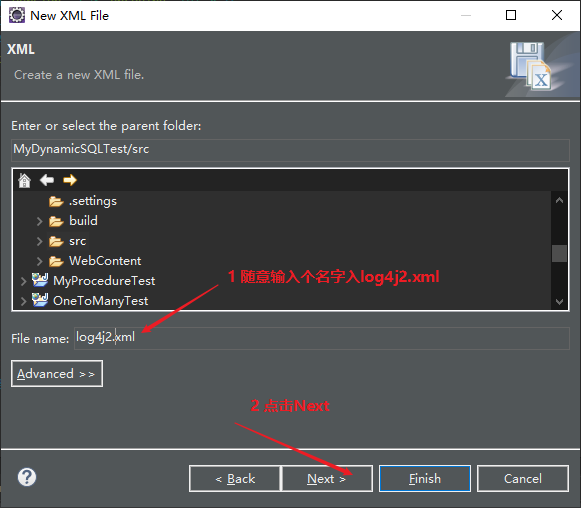 New XML File
XML
Create a new XML file.
Enter or select the parent folder:
MyDynamicSQLTest/src
.settings
build
src
WebContent
MyProcedureTest
OneToManyTest
1 随意输入个名字入log4j2.xml
File name: log4j2.xml
Advanced >>
2 点击Next
< Back
Next >
Finish
Cancel